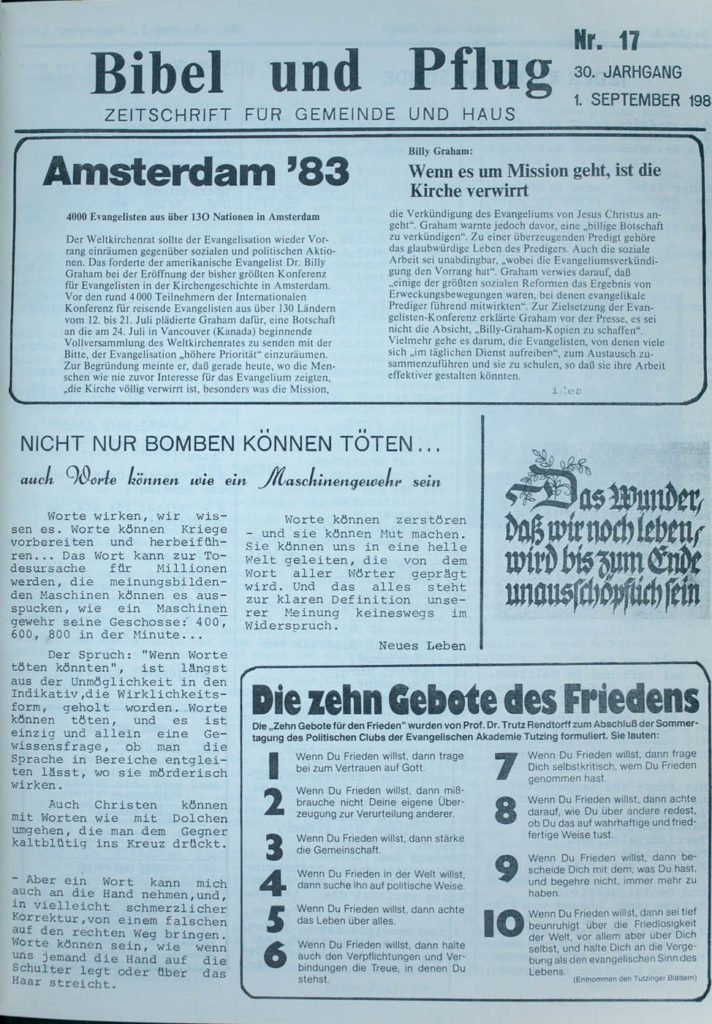 Bibel und Pflug
Nr. 17
30. JARHGANG
1. SEPTEMBER 198
ZEITSCHRIFT FÜR GEMEINDE UND HAUS
Amsterdam '83
4000 Evangelisten aus über 130 Nationen in Amsterdam
Der Weltkirchenrat sollte der Evangelisation wieder Vor-
rang einräumen gegenüber sozialen und politischen Aktio-
nen. Das forderte der amerikanische Evangelist Dr. Billy
Graham bei der Eröffnung der bisher größten Konferenz
für Evangelisten in der Kirchengeschichte in Amsterdam.
Vor den rund 4000 Teilnehmern der Internationalen
Konferenz für reisende Evangelisten aus über 130 Ländern
vom 12. bis 21. Juli plädierte Graham dafür, eine Botschaft
an die am 24. Juli in Vancouver (Kanada) beginnende
Vollversammlung des Weltkirchenrates zu senden mit der
Bitte, der Evangelisation „höhere Priorität" einzuräumen.
Zur Begründung meinte er, daß gerade heute, wo die Men-
schen wie nie zuvor Interesse für das Evangelium zeigten,
„die Kirche völlig verwirrt ist, besonders was die Mission,
Billy Graham:
Wenn es um Mission geht, ist die
Kirche verwirrt
die Verkündigung des Evangeliums von Jesus Christus an-
geht". Graham warnte jedoch davor, eine „billige Botschaft
zu verkündigen". Zu einer überzeugenden Predigt gehöre
das glaubwürdige Leben des Predigers. Auch die soziale
Arbeit sei unabdingbar, „wobei die Evangeliumsverkündi-
gung den Vorrang hat". Graham verwies darauf, daß
„einige der größten sozialen Reformen das Ergebnis von
Erweckungsbewegungen waren, bei denen evangelikale
Prediger führend mitwirkten". Zur Zielsetzung der Evan-
gelisten-Konferenz erklärte Graham vor der Presse, es sei
nicht die Absicht, „Billy-Graham-Kopien zu schaffen".
Vielmehr gehe es darum, die Evangelisten, von denen viele
sich „im täglichen Dienst aufreiben", zum Austausch zu-
sammenzuführen und sie zu schulen, so daß sie ihre Arbeit
effektiver gestalten könnten.
idea
NICHT NUR BOMBEN KÖNNEN TÖTEN...
auch Worte können wie ein Maschinengewehr sein
Worte wirken, wir wis-
sen es. Worte können Kriege
vorbereiten und herbeifüh-
ren... Das Wort kann zur To-
desursache für Millionen
werden, die meinungsbilden-
den Maschinen können es aus-
spucken, wie ein Maschinen
gewehr seine Geschosse: 400,
600, 800 in der Minute...
Der Spruch: "Wenn Worte
töten könnten", ist längst
aus der Unmöglichkeit in den
Indikativ,die Wirklichkeits-
form, geholt worden. Worte
können töten, und es ist
einzig und allein eine Ge-
wissensfrage, ob man die
Sprache in Bereiche entglei-
ten lässt, wo sie mörderisch
wirken.
Auch Christen können
mit Worten wie mit Dolchen
umgehen, die man dem Gegner
kaltblütig ins Kreuz drückt.
- Aber ein Wort kann mich
auch an die Hand nehmen,und,
in vielleicht schmerzlicher
Korrektur,von einem falschen
auf den rechten Weg bringen.
Worte können sein, wie wenn
uns jemand die Hand auf die
Schulter legt oder über das
Haar streicht.
Worte können zerstören
- und sie können Mut machen.
Sie können uns in eine helle
Welt geleiten, die von dem
Wort aller Wörter geprägt
wird. Und das alles steht
zur klaren Definition unse-
rer Meinung keineswegs im
Widerspruch.
Neues Leben
Das Wunder,
daß wir noch leben,
wird bis zum Ende
unausschöpflich sein
Die zehn Gebote des Friedens
Die „Zehn Gebote für den Frieden" wurden von Prof. Dr. Trutz Rendtorff zum Abschluß der Sommer-
tagung des Politischen Clubs der Evangelischen Akademie Tutzing formuliert. Sie lauten:
1 Wenn Du Frieden willst, dann trage
bei zum Vertrauen auf Gott.
2 Wenn Du Frieden willst, dann miß-
brauche nicht Deine eigene Über-
zeugung zur Verurteilung anderer.
3 Wenn Du Frieden willst, dann stärke
die Gemeinschaft.
4 Wenn Du Frieden in der Welt willst,
dann suche ihn auf politische Weise.
5 Wenn Du Frieden willst, dann achte
das Leben über alles.
6 Wenn Du Frieden willst, dann halte
auch den Verpflichtungen und Ver-
bindungen die Treue, in denen Du
stehst.
7 Wenn Du Frieden willst, dann frage
Dich selbstkritisch, wem Du Frieden
genommen hast.
8 Wenn Du Frieden willst, dann achte
darauf, wie Du über andere redest,
ob Du das auf wahrhaftige und fried-
fertige Weise tust.
9 Wenn Du Frieden willst, dann be-
scheide Dich mit dem, was Du hast,
und begehre nicht, immer mehr zu
haben.
10 Wenn Du Frieden willst, dann sei tief
beunruhigt über die Friedlosigkeit
der Welt, vor allem aber über Dich
selbst, und halte Dich an die Verge-
bung als den evangelischen Sinn des
Lebens.
(Entnommen den Tutzinger Blättern)